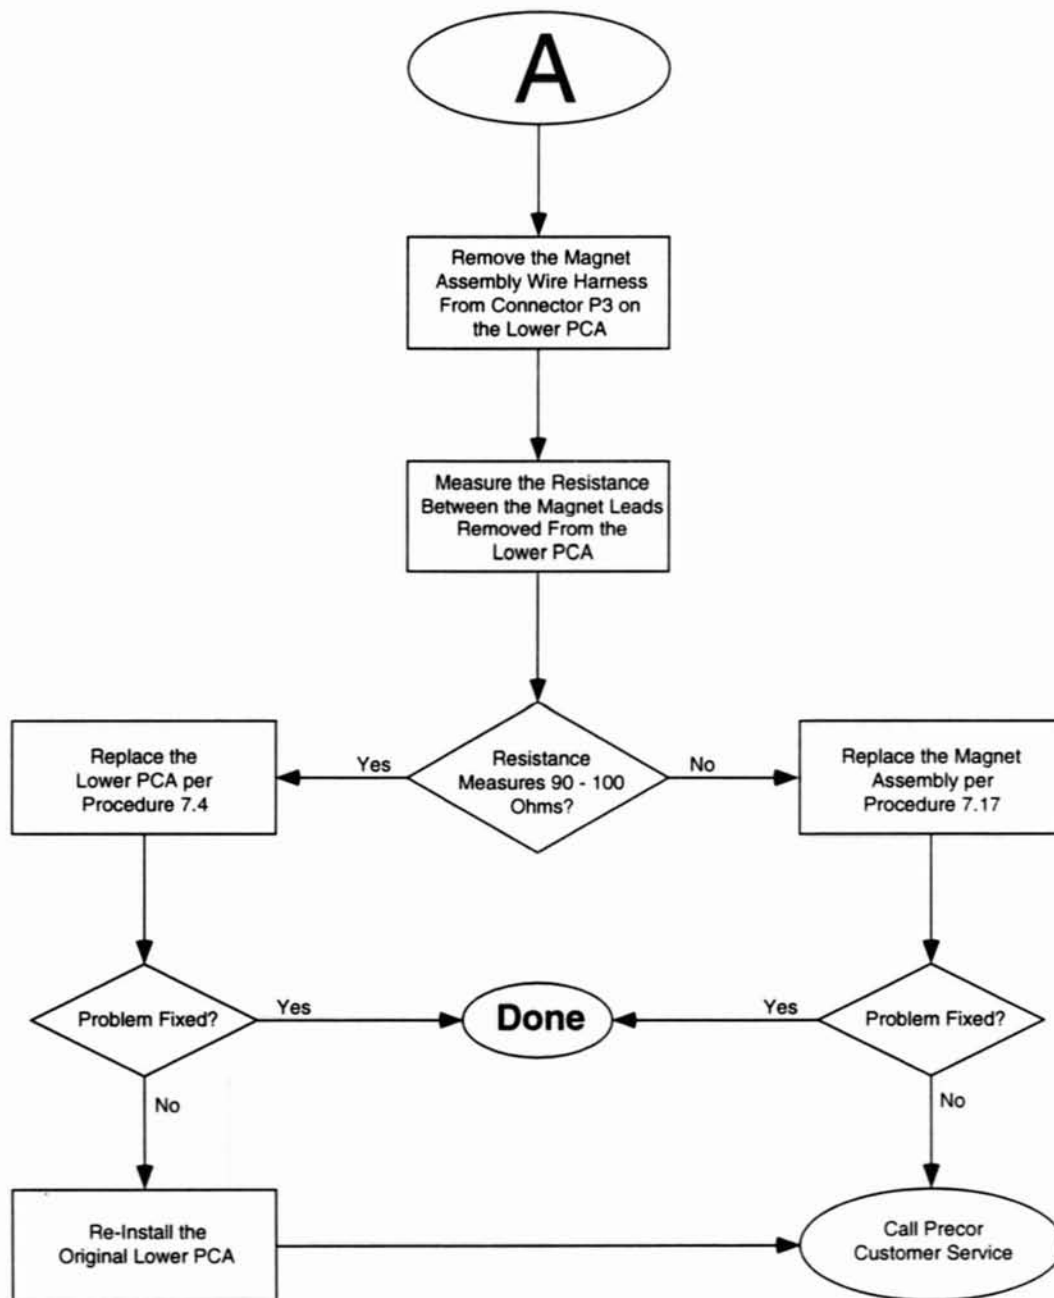 A
Remove the Magnet
Assembly Wire Harness
From Connector P3 on
the Lower PCA
Measure the Resistance
Between the Magnet Leads
Removed From the
Lower PCA
Resistance
Measures 90 - 100
Ohms?
Yes
No
Replace the
Lower PCA per
Procedure 7.4
Replace the Magnet
Assembly per
Procedure 7.17
Problem Fixed?
Yes
Done
Yes
Problem Fixed?
No
No
Re-Install the
Original Lower PCA
Call Precor
Customer Service